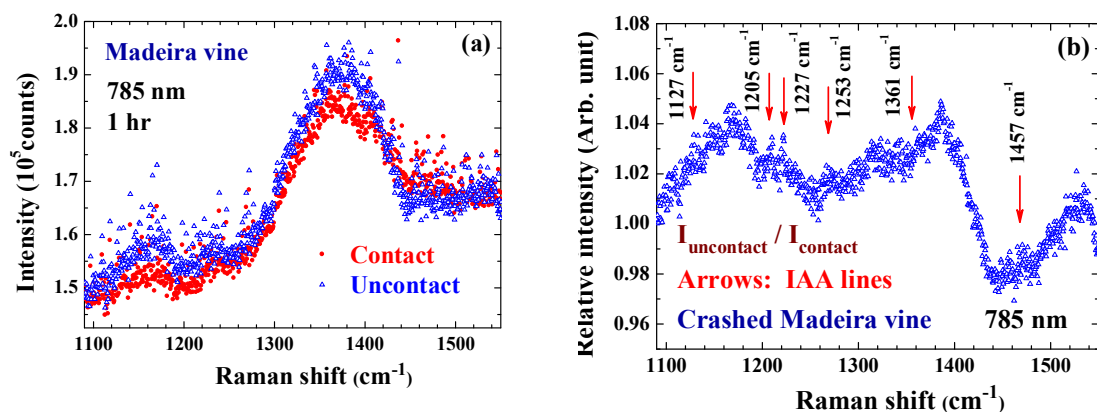 (a)
Madeira vine
785 nm
1 hr
Contact
Uncontact
Intensity (10⁵counts)
2.0
1.9
1.8
1.7
1.6
1.5
1100 1200 1300 1400 1500
Raman shift (cm⁻¹)
(b)
1127 cm⁻¹
1205 cm⁻¹
1227 cm⁻¹
1253 cm⁻¹
1361 cm⁻¹
1457 cm⁻¹
I uncontact / I contact
Arrows: IAA lines
Crashed Madeira vine
785 nm
Relative intensity (Arb. unit)
1.08
1.06
1.04
1.02
1.00
0.98
0.96
1100 1200 1300 1400 1500
Raman shift (cm⁻¹)